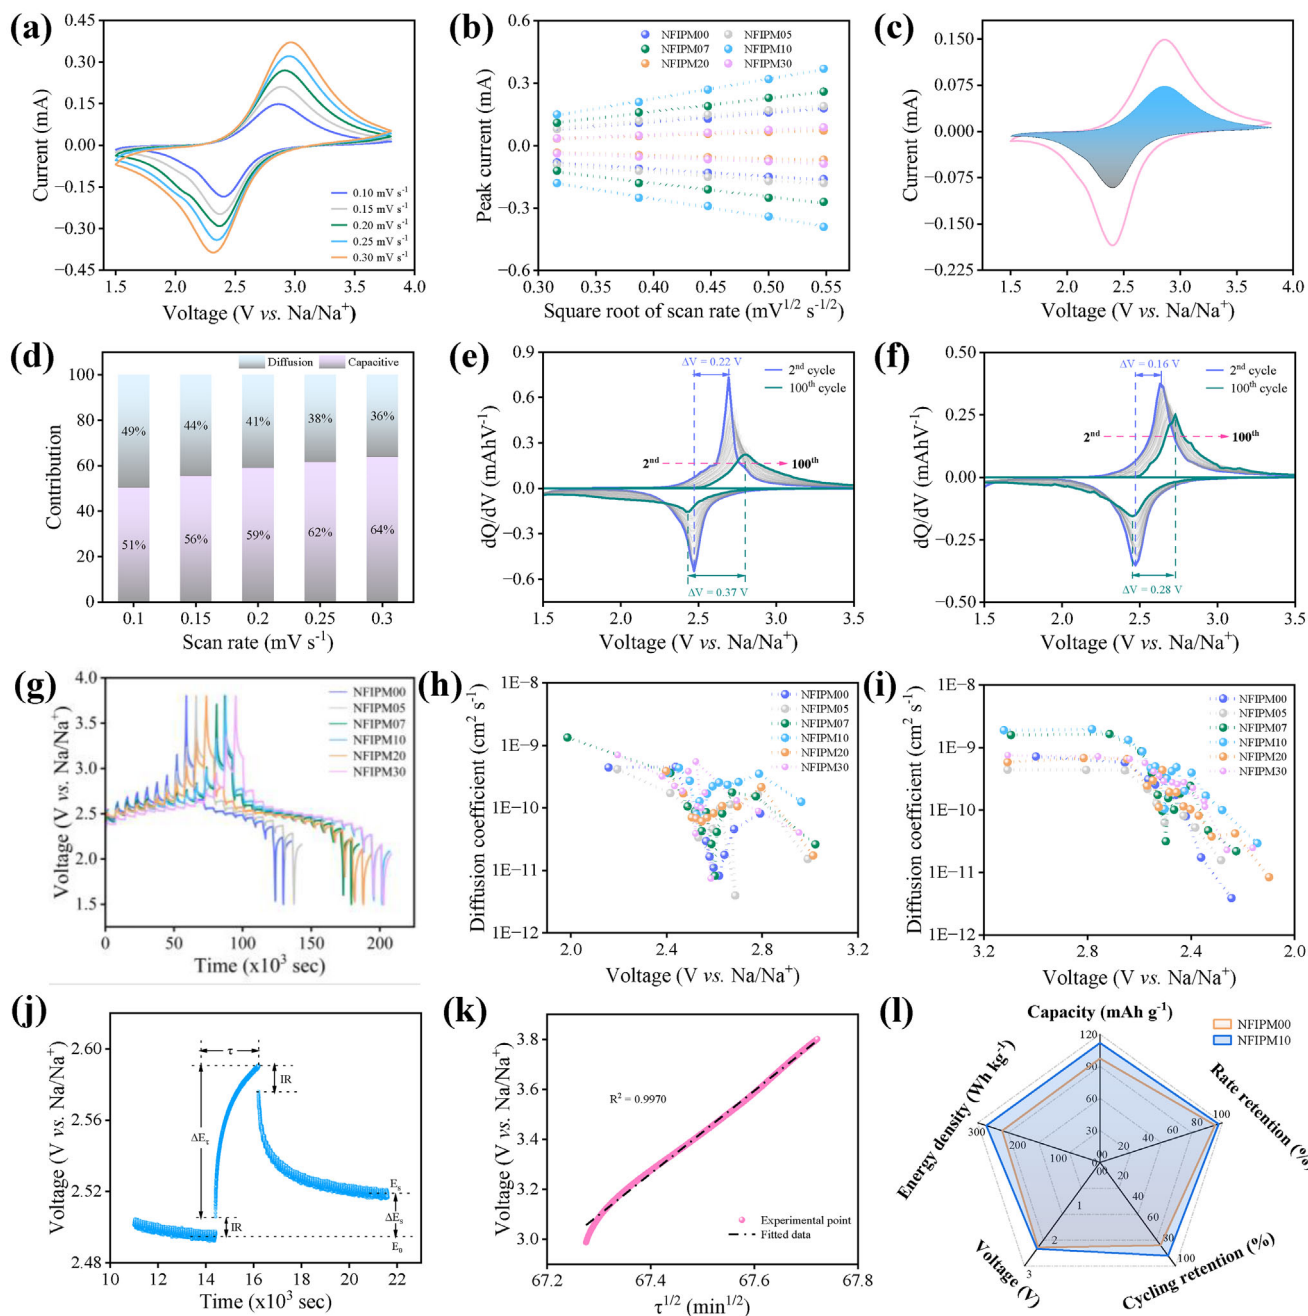 (a)
0.45
0.30
0.15
0.00
−0.15
−0.30
−0.45
Current (mA)
0.10 mV s⁻¹
0.15 mV s⁻¹
0.20 mV s⁻¹
0.25 mV s⁻¹
0.30 mV s⁻¹
1.5 2.0 2.5 3.0 3.5 4.0
Voltage (V vs. Na/Na⁺)
(b)
NFIPM00 NFIPM05
NFIPM07 NFIPM10
NFIPM20 NFIPM30
0.6
0.3
0.0
−0.3
−0.6
Peak current (mA)
0.30 0.35 0.40 0.45 0.50 0.55
Square root of scan rate (mV¹/² s⁻¹/²)
(c)
0.150
0.075
0.000
−0.075
−0.150
−0.225
Current (mA)
1.5 2.0 2.5 3.0 3.5 4.0
Voltage (V vs. Na/Na⁺)
(d)
Diffusion Capacitive
100
80
60
40
20
0
Contribution
49% 44% 41% 38% 36%
51% 56% 59% 62% 64%
0.1 0.15 0.2 0.25 0.3
Scan rate (mV s⁻¹)
(e)
0.9
0.6
0.3
0.0
−0.3
−0.6
dQ/dV (mAhV⁻¹)
ΔV = 0.22 V
2nd cycle
100th cycle
2nd 100th
ΔV = 0.37 V
1.5 2.0 2.5 3.0 3.5
Voltage (V vs. Na/Na⁺)
(f)
0.50
0.25
0.00
−0.25
−0.50
dQ/dV (mAhV⁻¹)
ΔV = 0.16 V
2nd cycle
100th cycle
2nd 100th
ΔV = 0.28 V
1.5 2.0 2.5 3.0 3.5
Voltage (V vs. Na/Na⁺)
(g)
4.0
3.5
3.0
2.5
2.0
1.5
Voltage (V vs. Na/Na⁺)
NFIPM00
NFIPM05
NFIPM07
NFIPM10
NFIPM20
NFIPM30
0 50 100 150 200
Time (x10³ sec)
(h)
1E−8
1E−9
1E−10
1E−11
1E−12
Diffusion coefficient (cm² s⁻¹)
NFIPM00
NFIPM05
NFIPM07
NFIPM10
NFIPM20
NFIPM30
2.0 2.4 2.8 3.2
Voltage (V vs. Na/Na⁺)
(i)
1E−8
1E−9
1E−10
1E−11
1E−12
Diffusion coefficient (cm² s⁻¹)
NFIPM00
NFIPM05
NFIPM07
NFIPM10
NFIPM20
NFIPM30
3.2 2.8 2.4 2.0
Voltage (V vs. Na/Na⁺)
(j)
2.60
2.56
2.52
2.48
Voltage (V vs. Na/Na⁺)
τ
IR
ΔEτ
Es
ΔEs
IR
E0
10 12 14 16 18 20 22
Time (x10³ sec)
(k)
3.8
3.6
3.4
3.2
3.0
Voltage (V vs. Na/Na⁺)
R² = 0.9970
Experimental point
Fitted data
67.2 67.4 67.6 67.8
τ¹/² (min¹/²)
(l)
Capacity (mAh g⁻¹)
NFIPM00
NFIPM10
120
90
60
30
0
Rate retention (%)
0 20 40 60 80 100
Cycling retention (%)
0 20 40 60 80 100
Voltage (V)
0 1 2 3
Energy density (Wh kg⁻¹)
0 100 200 300